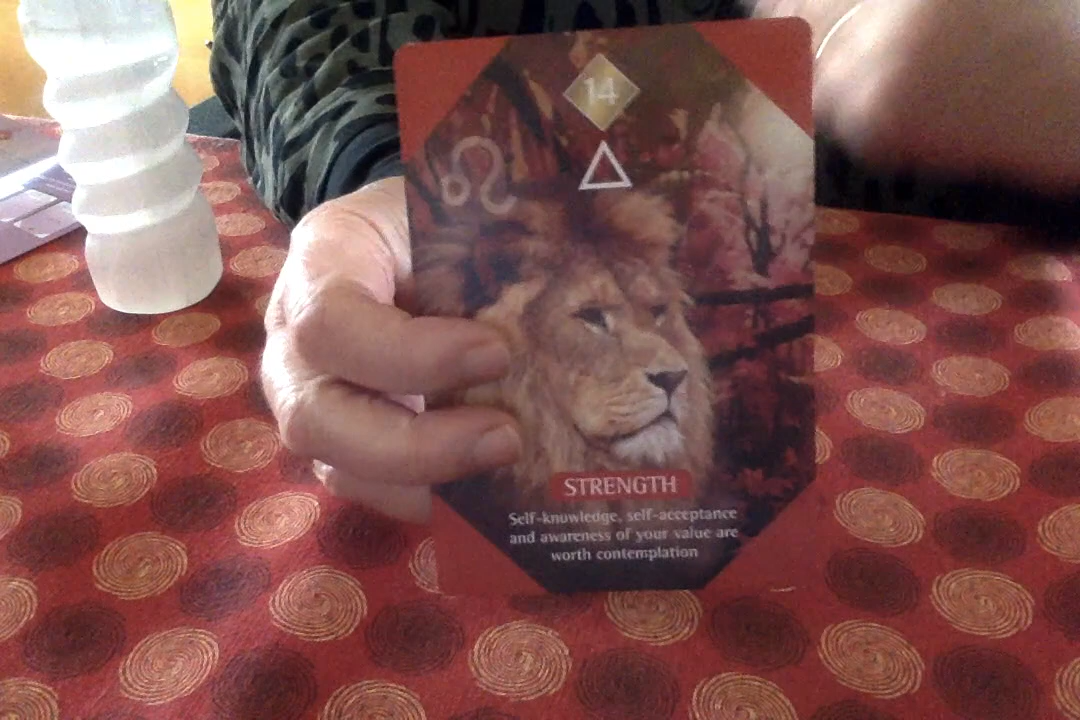 14
STRENGTH
Self-knowledge, self-acceptance
and awareness of your value are
worth contemplation